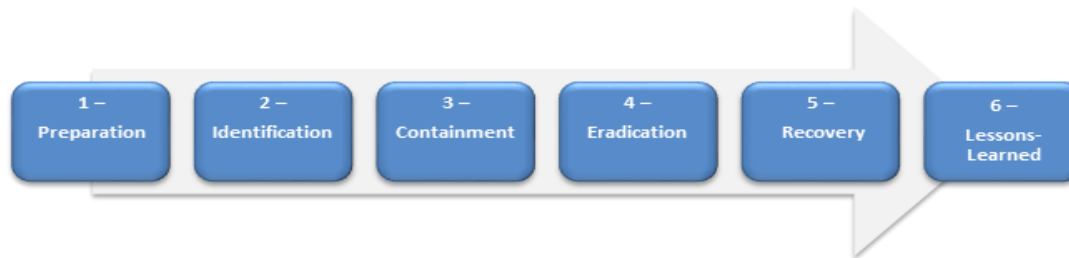 1 –
Preparation
2 –
Identification
3 –
Containment
4 –
Eradication
5 –
Recovery
6 –
Lessons-
Learned